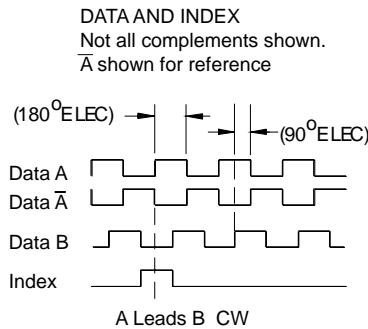 DATA AND INDEX
Not all complements shown.
A̅ shown for reference
(180°ELEC)
(90°ELEC)
Data A
Data A̅
Data B
Index
A Leads B CW